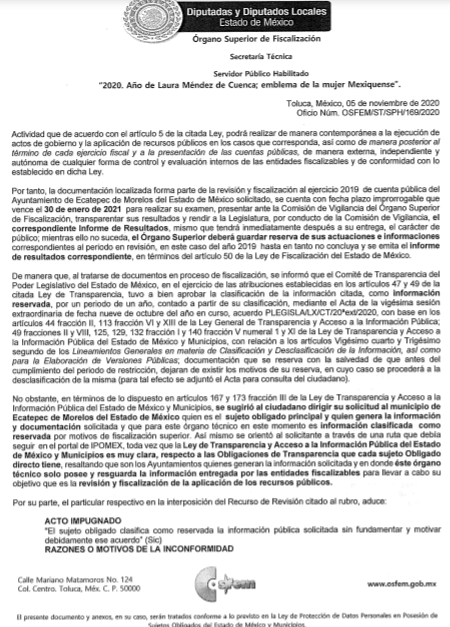 Diputadas y Diputados Locales
Estado de México
Órgano Superior de Fiscalización
Secretaría Técnica
Servidor Público Habilitado
"2020. Año de Laura Méndez de Cuenca; emblema de la mujer Mexiquense".
Toluca, México, 05 de noviembre de 2020
Oficio Núm. OSFEM/ST/SPH/169/2020
Actividad que de acuerdo con el artículo 5 de la citada Ley, podrá realizar de manera contemporánea a la ejecución de
actos de gobierno y la aplicación de recursos públicos en los casos que corresponda, así como de manera posterior al
término de cada ejercicio fiscal y a la presentación de las cuentas públicas, de manera externa, independiente y
autónoma de cualquier forma de control y evaluación internos de las entidades fiscalizables y de conformidad con lo
establecido en dicha Ley.
Por tanto, la documentación localizada forma parte de la revisión y fiscalización al ejercicio 2019 de cuenta pública del
Ayuntamiento de Ecatepec de Morelos del Estado de México solicitado, se cuenta con fecha plazo improrrogable que
vence el 30 de enero de 2021 para realizar su examen, presentar ante la Comisión de Vigilancia del Órgano Superior
de Fiscalización, transparentar sus resultados y rendir a la Legislatura, por conducto de la Comisión de Vigilancia, el
correspondiente Informe de Resultados, mismo que tendrá inmediatamente después a su entrega, el carácter de
público; mientras ello no suceda, el Órgano Superior deberá guardar reserva de sus actuaciones e informaciones
correspondientes al periodo en revisión, en este caso del año 2019 hasta en tanto no concluya y se emita el informe
de resultados correspondiente, en términos del artículo 50 de la Ley de Fiscalización del Estado de México.
De manera que, al tratarse de documentos en proceso de fiscalización, se informó que el Comité de Transparencia del
Poder Legislativo del Estado de México, en el ejercicio de las atribuciones establecidas en los artículos 47 y 49 de la
citada Ley de Transparencia, tuvo a bien aprobar la clasificación de la información citada, como información
reservada, por un periodo de un año, contado a partir de su clasificación, mediante el Acta de la vigésima sesión
extraordinaria de fecha nueve de octubre del año en curso, acuerdo PLEGISLA/LX/CT/20ªext/2020, con base en los
artículos 44 fracción II, 113 fracción VI y XIII de la Ley General de Transparencia y Acceso a la Información Pública;
49 fracciones II y VIII, 125, 129, 132 fracción I y 140 fracción V numeral 1 y XI de la Ley de Transparencia y Acceso a
la Información Pública del Estado de México y Municipios, con relación a los artículos Vigésimo cuarto y Trigésimo
segundo de los Lineamientos Generales en materia de Clasificación y Desclasificación de la Información, así como
para la Elaboración de Versiones Públicas; documentación que se reserva con la salvedad de que antes del
cumplimiento del periodo de restricción, dejaran de existir los motivos de su reserva, en cuyo caso se procederá a la
desclasificación de la misma (para tal efecto se adjuntó el Acta para consulta del ciudadano).
No obstante, en términos de lo dispuesto en artículos 167 y 173 fracción III de la Ley de Transparencia y Acceso a la
Información Pública del Estado de México y Municipios, se sugirió al ciudadano dirigir su solicitud al municipio de
Ecatepec de Morelos del Estado de México quien es el sujeto obligado principal y quien genera la información
y documentación solicitada y que para este órgano técnico en este momento es información clasificada como
reservada por motivos de fiscalización superior. Así mismo se orientó al solicitante a través de una ruta que debía
seguir en el portal de IPOMEX, toda vez que la Ley de Transparencia y Acceso a la Información Pública del Estado
de México y Municipios es muy clara, respecto a las Obligaciones de Transparencia que cada sujeto Obligado
directo tiene, resaltando que son Ayuntamientos quienes generan la información solicitada y en donde éste órgano
técnico solo posee y resguarda la información entregada por las entidades fiscalizables para llevar a cabo su
objetivo que es la revisión y fiscalización de la aplicación de los recursos públicos.
Por su parte, el particular respectivo en la interposición del Recurso de Revisión citado al rubro, aduce:
ACTO IMPUGNADO
"El sujeto obligado clasifica como reservada la información pública solicitada sin fundamentar y motivar
debidamente ese acuerdo" (Sic)
RAZONES O MOTIVOS DE LA INCONFORMIDAD
Calle Mariano Matamoros No. 124
Col. Centro. Toluca, Méx. C. P. 50000
osfem
www.osfem.gob.mx
El presente documento y anexos, en su caso, serán tratados conforme a lo previsto en la Ley de Protección de Datos Personales en Posesión de
Sujetos Obligados del Estado de México y Municipios.